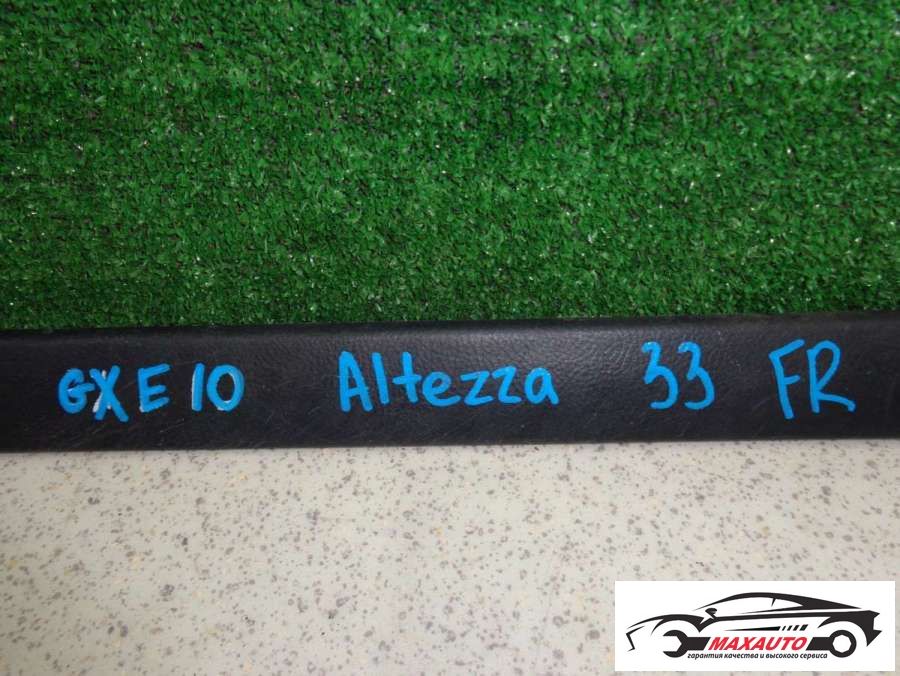 GXE10 Altezza 33 FR
MAXAUTO
гарантия качества и высокого сервиса